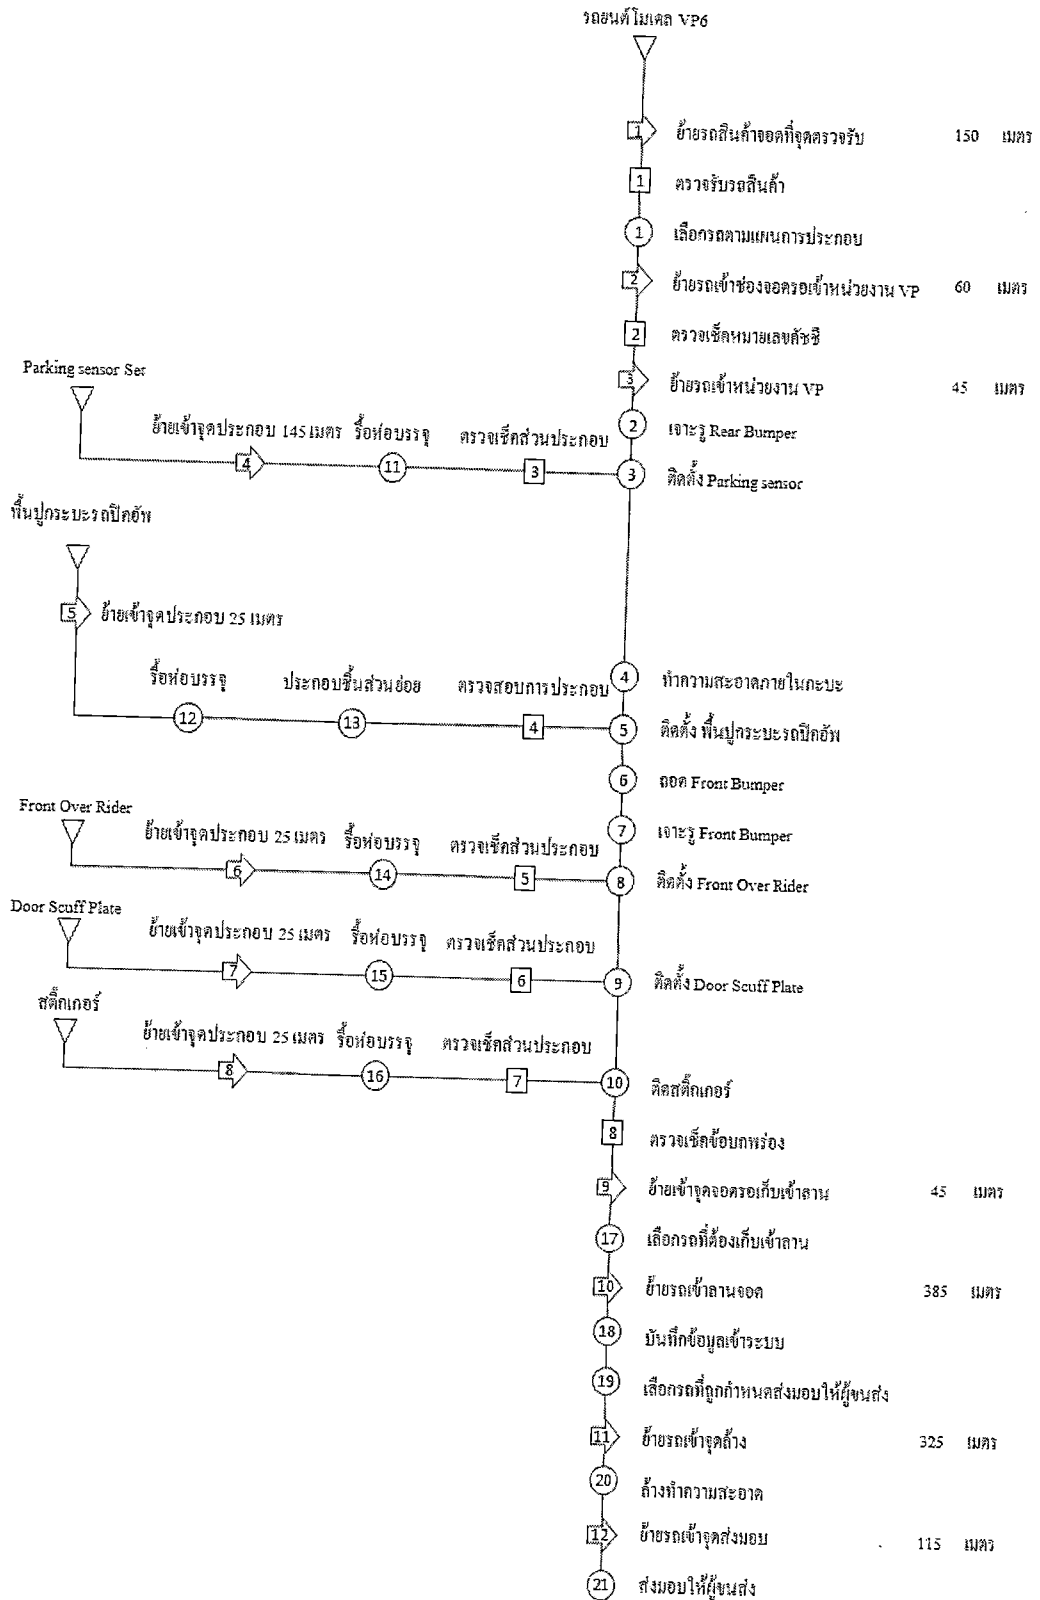 รถยนต์โมเดล VP6
1 ย้ายรถสินค้าจอดที่จุดตรวจรับ 150 เมตร
1 ตรวจรับรถสินค้า
1 เลือกรถตามแผนการประกอบ
2 ย้ายรถเข้าช่องจอดรอเข้าหน่วยงาน VP 60 เมตร
2 ตรวจเช็คหมายเลขคัชซี
3 ย้ายรถเข้าหน่วยงาน VP 45 เมตร
2 เจาะรู Rear Bumper
Parking sensor Set
ย้ายเข้าจุดประกอบ 145 เมตร รื้อห่อบรรจุ ตรวจเช็คส่วนประกอบ
4 11 3 3 ติดตั้ง Parking sensor
พื้นปูกระบะรถปิคอัพ
5 ย้ายเข้าจุดประกอบ 25 เมตร
4 ทำความสะอาดภายในกะบะ
รื้อห่อบรรจุ ประกอบชิ้นส่วนย่อย ตรวจสอบการประกอบ
12 13 4 5 ติดตั้ง พื้นปูกระบะรถปิคอัพ
6 ถอด Front Bumper
7 เจาะรู Front Bumper
Front Over Rider
ย้ายเข้าจุดประกอบ 25 เมตร รื้อห่อบรรจุ ตรวจเช็คส่วนประกอบ
6 14 5 8 ติดตั้ง Front Over Rider
Door Scuff Plate
ย้ายเข้าจุดประกอบ 25 เมตร รื้อห่อบรรจุ ตรวจเช็คส่วนประกอบ
7 15 6 9 ติดตั้ง Door Scuff Plate
สติ๊กเกอร์
ย้ายเข้าจุดประกอบ 25 เมตร รื้อห่อบรรจุ ตรวจเช็คส่วนประกอบ
8 16 7 10 ติดสติ๊กเกอร์
8 ตรวจเช็คข้อบกพร่อง
9 ย้ายเข้าจุดจอดรอเก็บเข้าลาน 45 เมตร
17 เลือกรถที่ต้องเก็บเข้าลาน
10 ย้ายรถเข้าลานจอด 385 เมตร
18 บันทึกข้อมูลเข้าระบบ
19 เลือกรถที่ถูกกำหนดส่งมอบให้ผู้ขนส่ง
11 ย้ายรถเข้าจุดล้าง 325 เมตร
20 ล้างทำความสะอาด
12 ย้ายรถเข้าจุดส่งมอบ 115 เมตร
21 ส่งมอบให้ผู้ขนส่ง